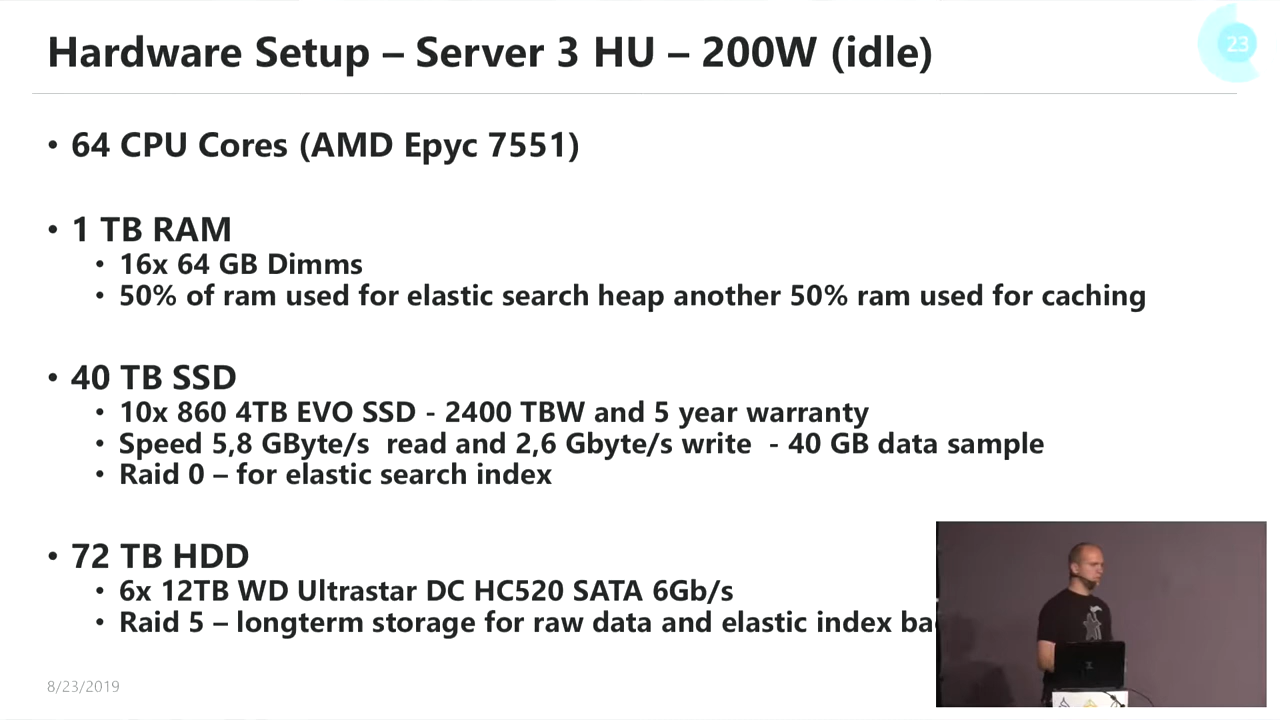 Hardware Setup – Server 3 HU – 200W (idle)
23
• 64 CPU Cores (AMD Epyc 7551)
• 1 TB RAM
• 16x 64 GB Dimms
• 50% of ram used for elastic search heap another 50% ram used for caching
• 40 TB SSD
• 10x 860 4TB EVO SSD - 2400 TBW and 5 year warranty
• Speed 5,8 GByte/s read and 2,6 Gbyte/s write - 40 GB data sample
• Raid 0 – for elastic search index
• 72 TB HDD
• 6x 12TB WD Ultrastar DC HC520 SATA 6Gb/s
• Raid 5 – longterm storage for raw data and elastic index
8/23/2019